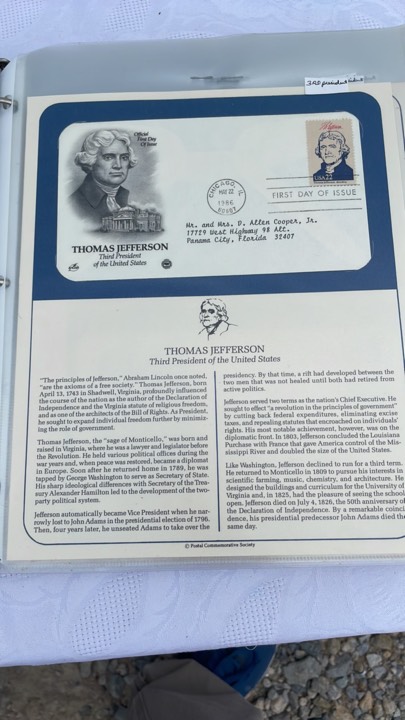 3RD president
Official
First Day
Of Issue
CHICAGO, IL
MAY 22
1986
60607
USA 22
FIRST DAY OF ISSUE
Mr. and Mrs. D. Allen Cooper, Jr.
17729 West Highway 98 Alt.
Panama City, Florida 32407
THOMAS JEFFERSON
Third President
of the United States
THOMAS JEFFERSON
Third President of the United States
"The principles of Jefferson," Abraham Lincoln once noted,
"are the axioms of a free society." Thomas Jefferson, born
April 13, 1743 in Shadwell, Virginia, profoundly influenced
the course of the nation as the author of the Declaration of
Independence and the Virginia statute of religious freedom,
and as one of the architects of the Bill of Rights. As President,
he sought to expand individual freedom further by minimiz-
ing the role of government.
Thomas Jefferson, the "sage of Monticello," was born and
raised in Virginia, where he was a lawyer and legislator before
the Revolution. He held various political offices during the
war years and, when peace was restored, became a diplomat
in Europe. Soon after he returned home in 1789, he was
tapped by George Washington to serve as Secretary of State.
His sharp ideological differences with Secretary of the Trea-
sury Alexander Hamilton led to the development of the two-
party political system.
Jefferson automatically became Vice President when he nar-
rowly lost to John Adams in the presidential election of 1796.
Then, four years later, he unseated Adams to take over the
presidency. By that time, a rift had developed between the
two men that was not healed until both had retired from
active politics.
Jefferson served two terms as the nation's Chief Executive. He
sought to effect "a revolution in the principles of government"
by cutting back federal expenditures, eliminating excise
taxes, and repealing statutes that encroached on individuals'
rights. His most notable achievement, however, was on the
diplomatic front. In 1803, Jefferson concluded the Louisiana
Purchase with France that gave America control of the Mis-
sissippi River and doubled the size of the United States.
Like Washington, Jefferson declined to run for a third term.
He returned to Monticello in 1809 to pursue his interests in
scientific farming, music, chemistry, and architecture. He
designed the buildings and curriculum for the University of
Virginia and, in 1825, had the pleasure of seeing the school
open. Jefferson died on July 4, 1826, the 50th anniversary of
the Declaration of Independence. By a remarkable coinci
dence, his presidential predecessor John Adams died the
same day.
© Postal Commemorative Society